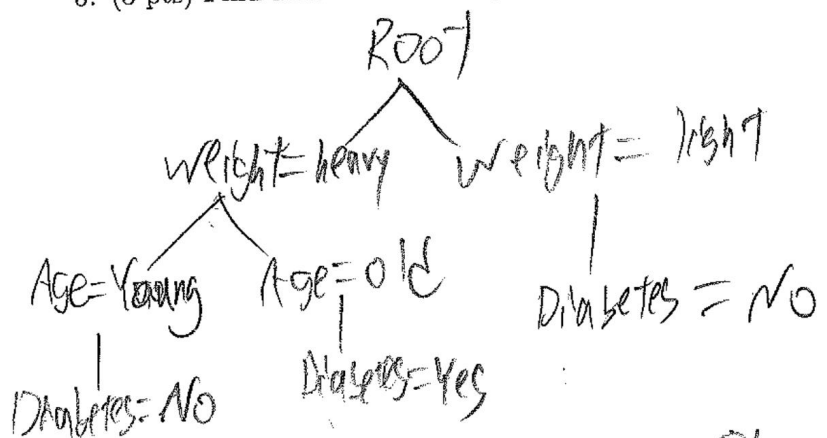 Root
Weight=heavy Weight= light
Age=Young Age=old
Diabetes = No
Diabetes=Yes
Diabetes=No